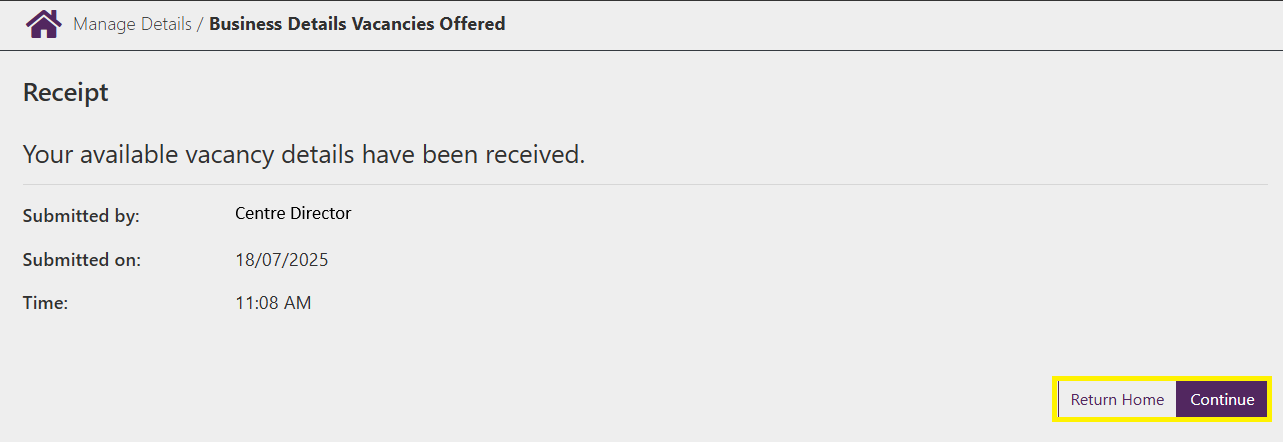 Manage Details / Business Details Vacancies Offered
Receipt
Your available vacancy details have been received.
Submitted by: Centre Director
Submitted on: 18/07/2025
Time: 11:08 AM
Return Home Continue